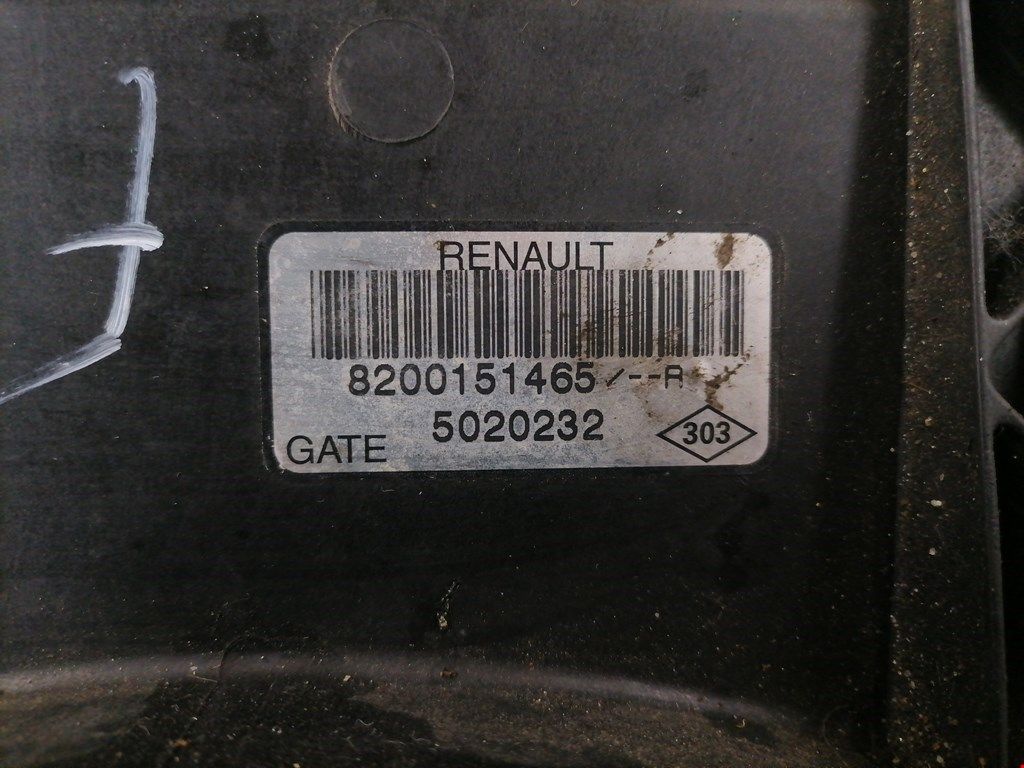 RENAULT
8200151465/--R
5020232
GATE
303